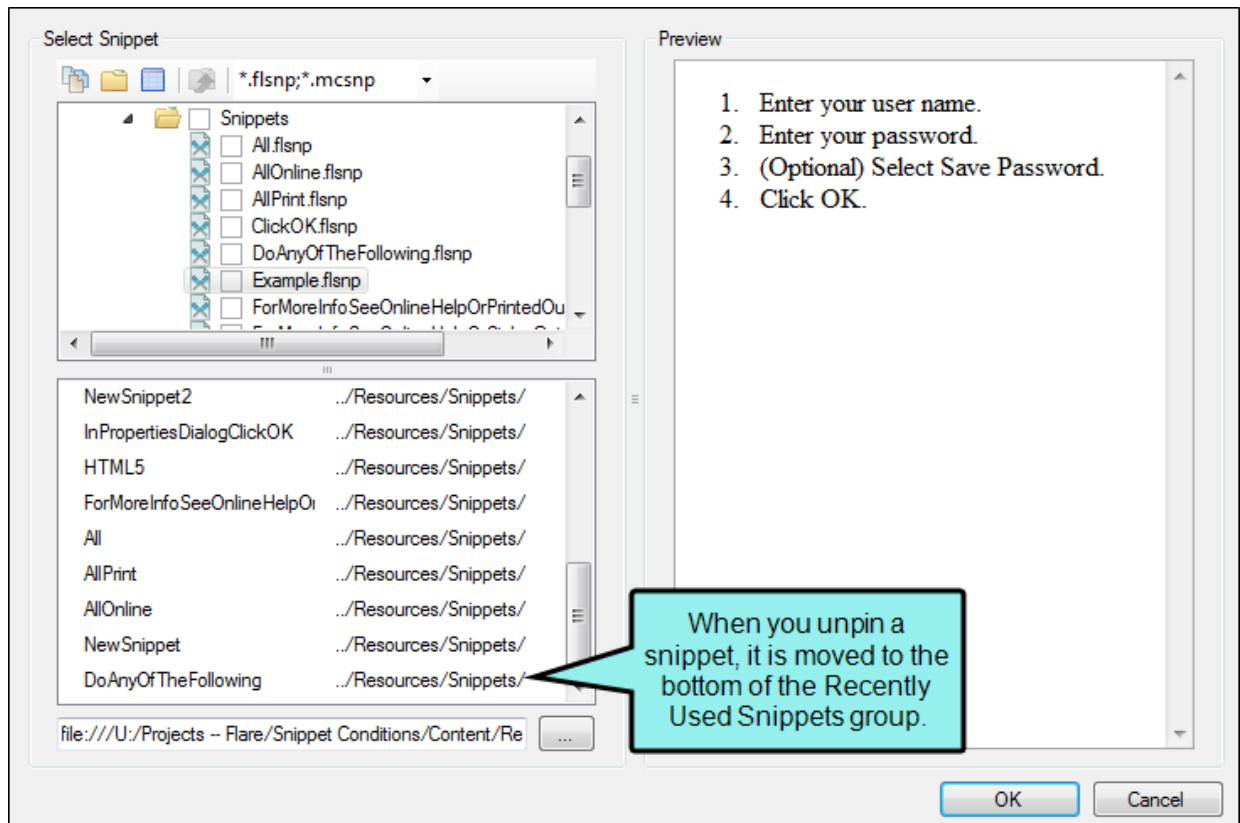 Select Snippet
*.flsnp;*.mcsnp
Snippets
All.flsnp
AllOnline.flsnp
AllPrint.flsnp
ClickOK.flsnp
DoAnyOfTheFollowing.flsnp
Example.flsnp
ForMoreInfoSeeOnlineHelpOrPrintedOu
NewSnippet2 ../Resources/Snippets/
InPropertiesDialogClickOK ../Resources/Snippets/
HTML5 ../Resources/Snippets/
ForMoreInfoSeeOnlineHelpOr ../Resources/Snippets/
All ../Resources/Snippets/
AllPrint ../Resources/Snippets/
AllOnline ../Resources/Snippets/
NewSnippet ../Resources/Snippets/
DoAnyOfTheFollowing ../Resources/Snippets/
file:///U:/Projects -- Flare/Snippet Conditions/Content/Re
...
Preview
1. Enter your user name.
2. Enter your password.
3. (Optional) Select Save Password.
4. Click OK.
When you unpin a
snippet, it is moved to the
bottom of the Recently
Used Snippets group.
OK
Cancel